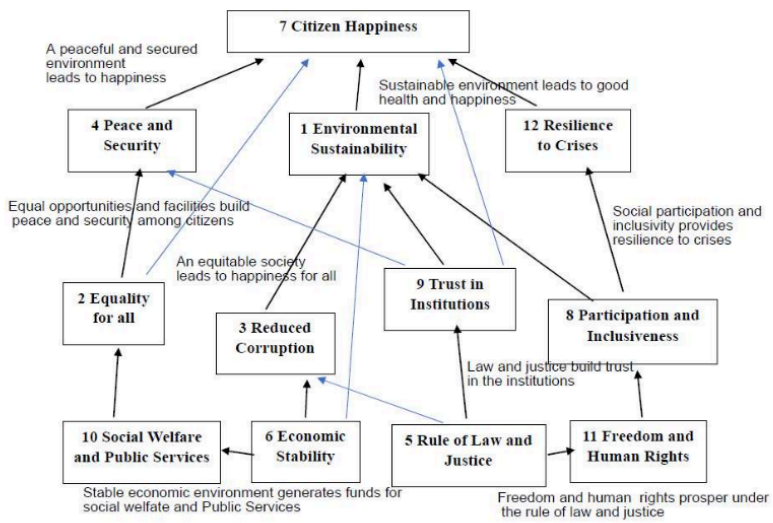 7 Citizen Happiness
A peaceful and secured
environment
leads to happiness
Sustainable environment leads to good
health and happiness
4 Peace and
Security
1 Environmental
Sustainability
12 Resilience
to Crises
Equal opportunities and facilities build
peace and security among citizens
Social participation and
inclusivity provides
resilience to crises
An equitable society
leads to happiness for all
2 Equality
for all
3 Reduced
Corruption
9 Trust in
Institutions
8 Participation and
Inclusiveness
Law and justice build trust
in the institutions
10 Social Welfare
and Public Services
6 Economic
Stability
5 Rule of Law and
Justice
11 Freedom and
Human Rights
Stable economic environment generates funds for
social welfate and Public Services
Freedom and human rights prosper under
the rule of law and justice